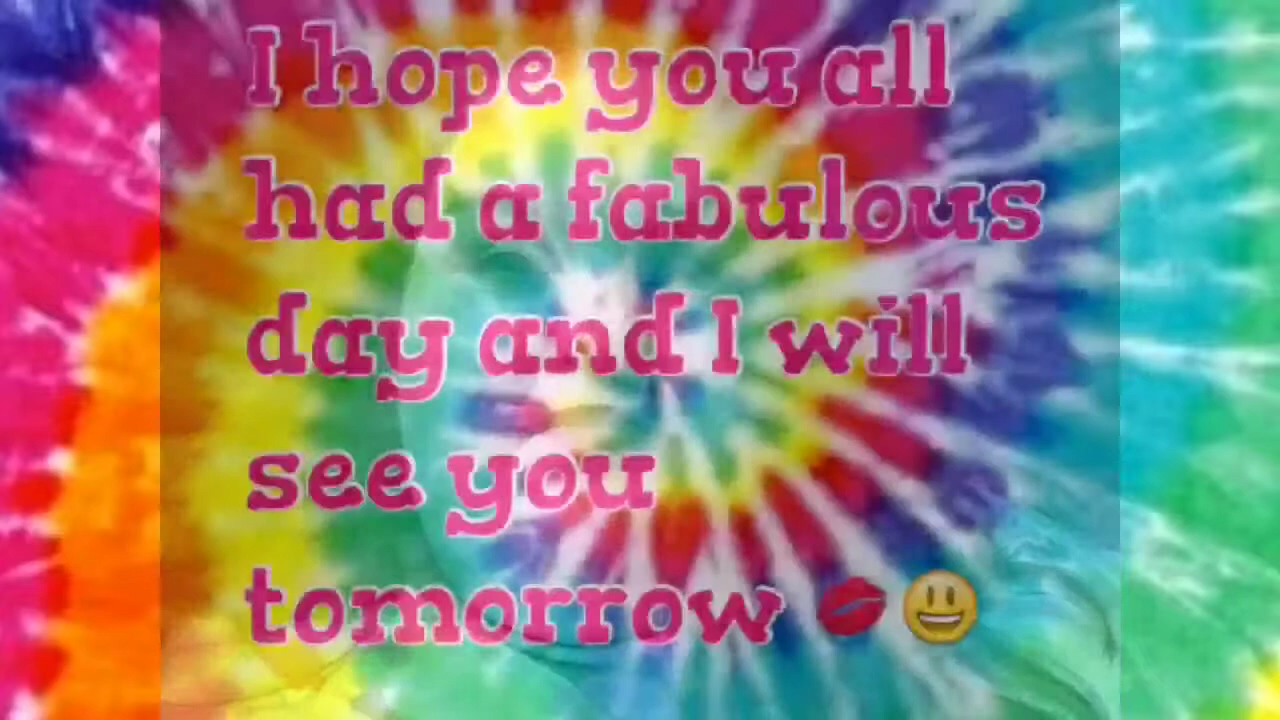 I hope you all
had a fabulous
day and I will
see you
tomorrow 💋 😃